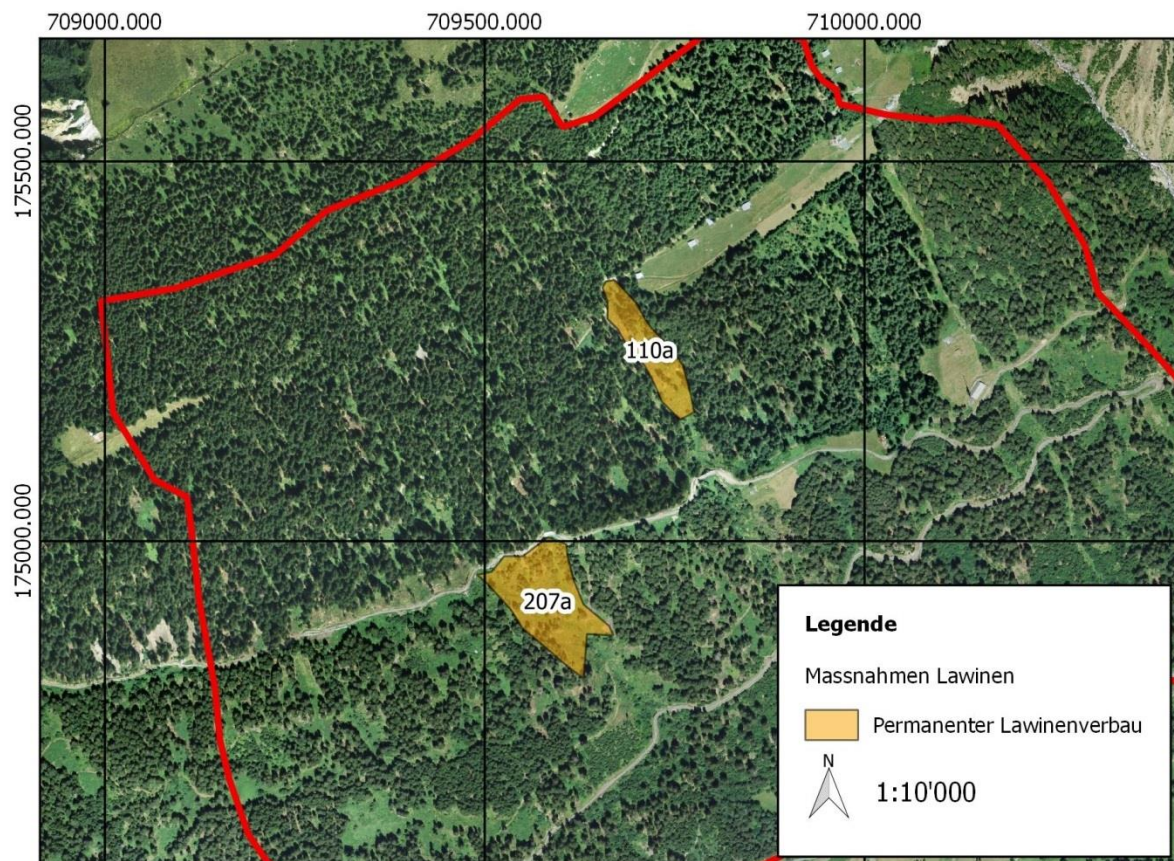 709000.000
709500.000
710000.000
175500.000
110a
175000.000
207a
Legende
Massnahmen Lawinen
Permanenter Lawinenverbau
N
1:10'000